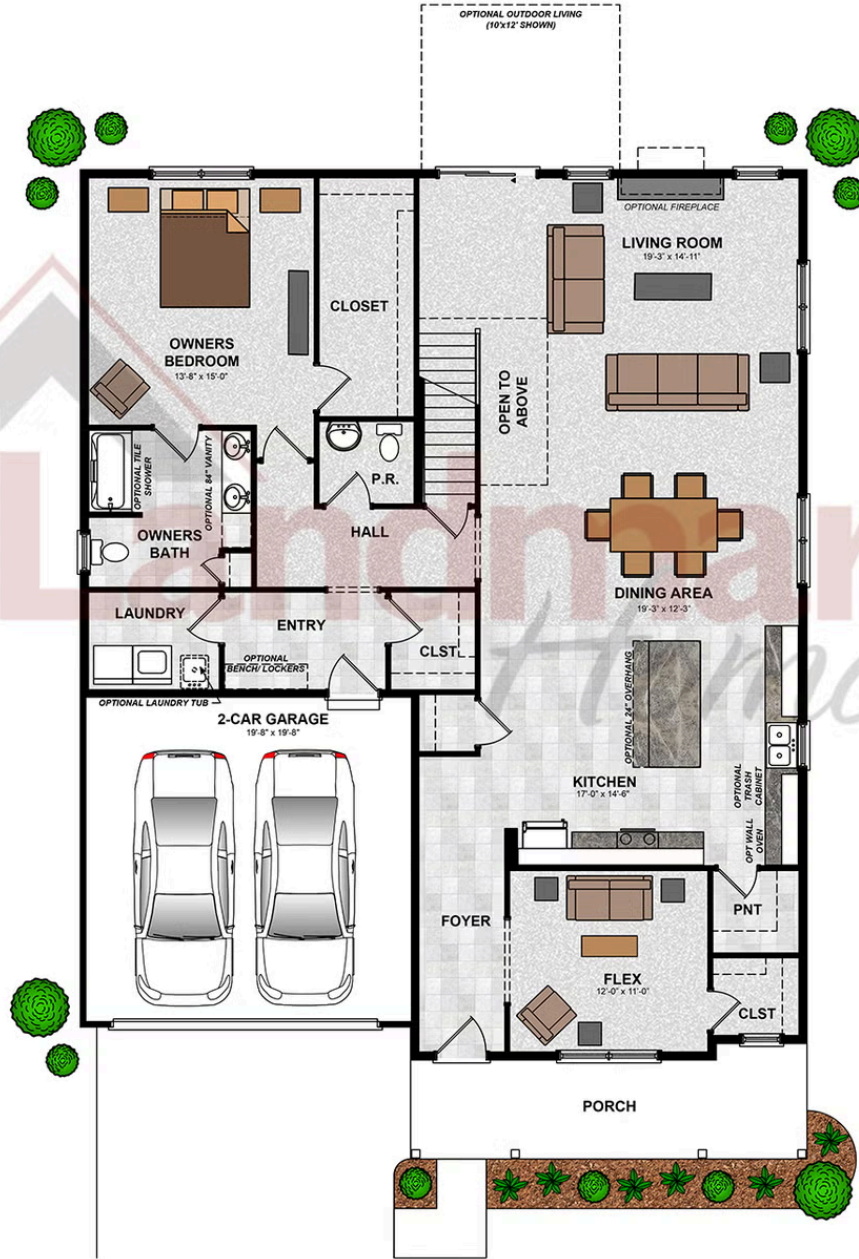 OPTIONAL OUTDOOR LIVING
(10'x12' SHOWN)
OPTIONAL FIREPLACE
LIVING ROOM
19'-3" x 14'-11"
CLOSET
OWNERS
BEDROOM
13'-8" x 15'-0"
OPEN TO
ABOVE
OPTIONAL TILE
SHOWER
OPTIONAL 84" VANITY
P.R.
OWNERS
BATH
HALL
DINING AREA
19'-3" x 12'-3"
LAUNDRY
ENTRY
CLST
OPTIONAL
BENCH/ LOCKERS
OPTIONAL LAUNDRY TUB
2-CAR GARAGE
19'-8" x 19'-8"
OPTIONAL 24" OVERHANG
KITCHEN
17'-0" x 14'-6"
OPTIONAL
TRASH
CABINET
OPT WALL
OVEN
FOYER
PNT
FLEX
12'-0" x 11'-0"
CLST
PORCH
Landmar
Home